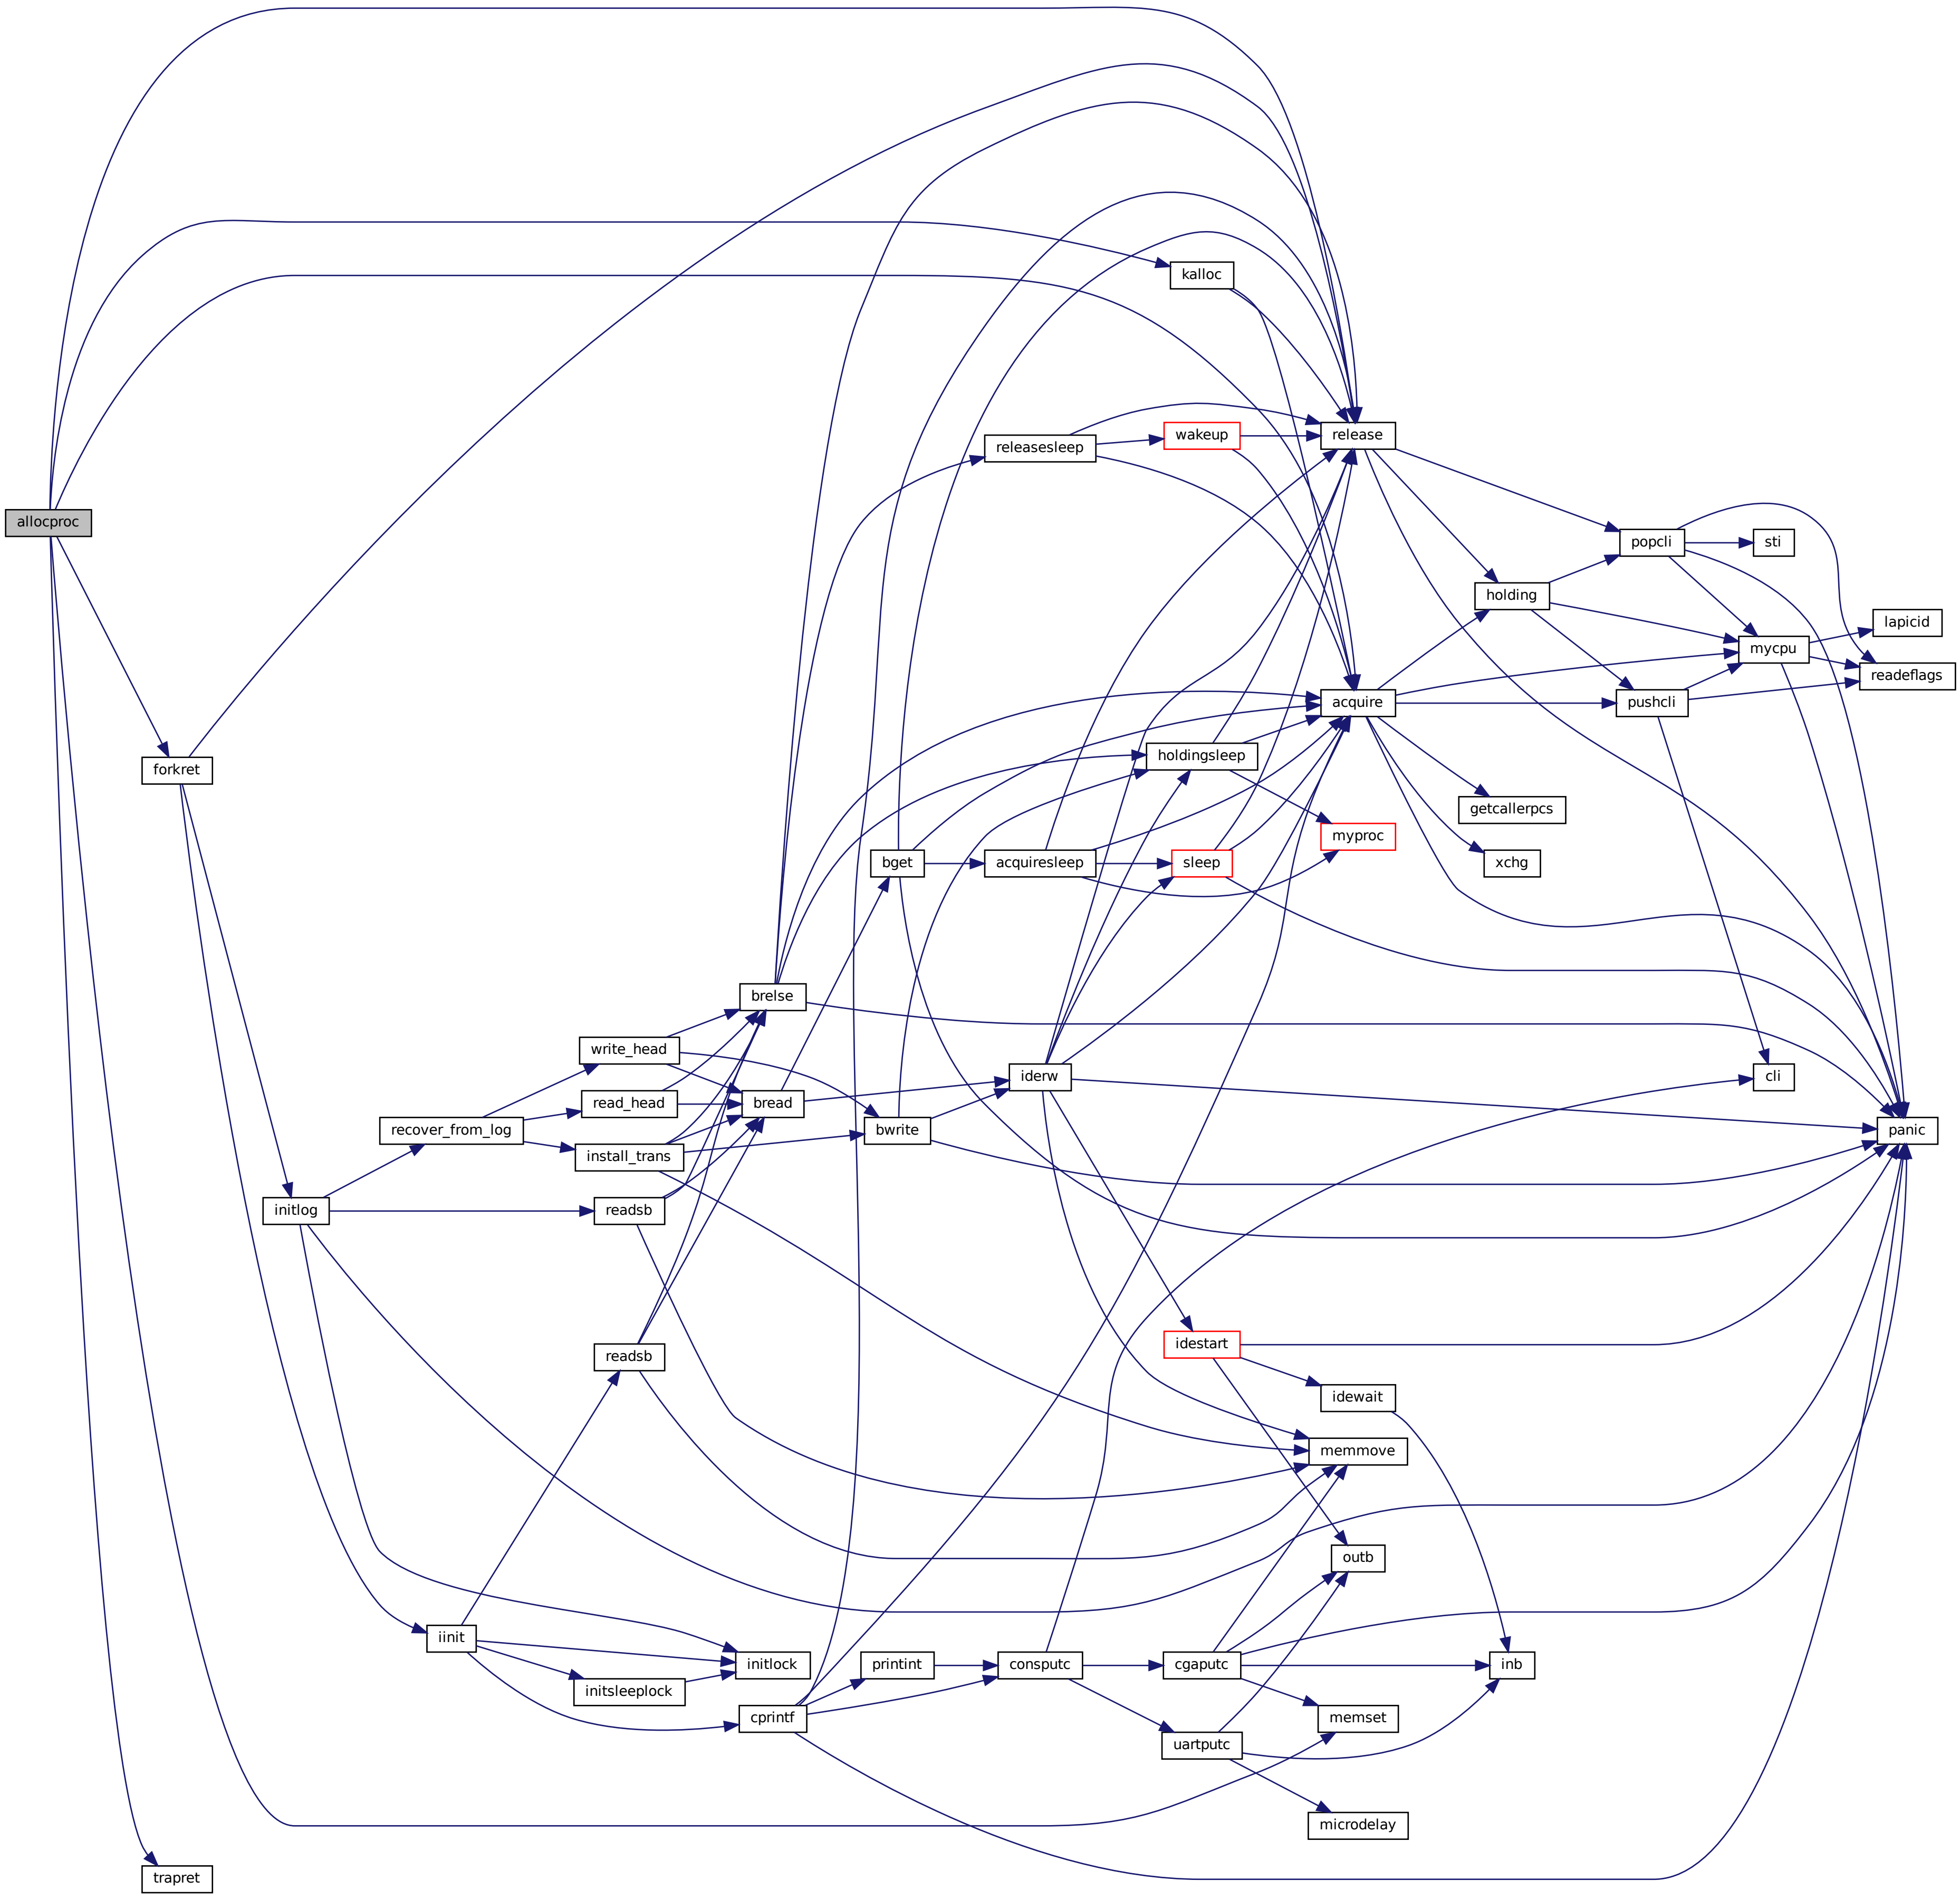 allocproc
forkret
trapret
initlog
iinit
recover_from_log
write_head
read_head
install_trans
readsb
readsb
initsleeplock
brelse
bread
initlock
cprintf
bget
bwrite
printint
releasesleep
acquiresleep
iderw
consputc
kalloc
wakeup
holdingsleep
sleep
idestart
cgaputc
uartputc
release
acquire
myproc
idewait
memmove
outb
memset
microdelay
holding
getcallerpcs
xchg
inb
popcli
pushcli
sti
mycpu
cli
lapicid
readeflags
panic